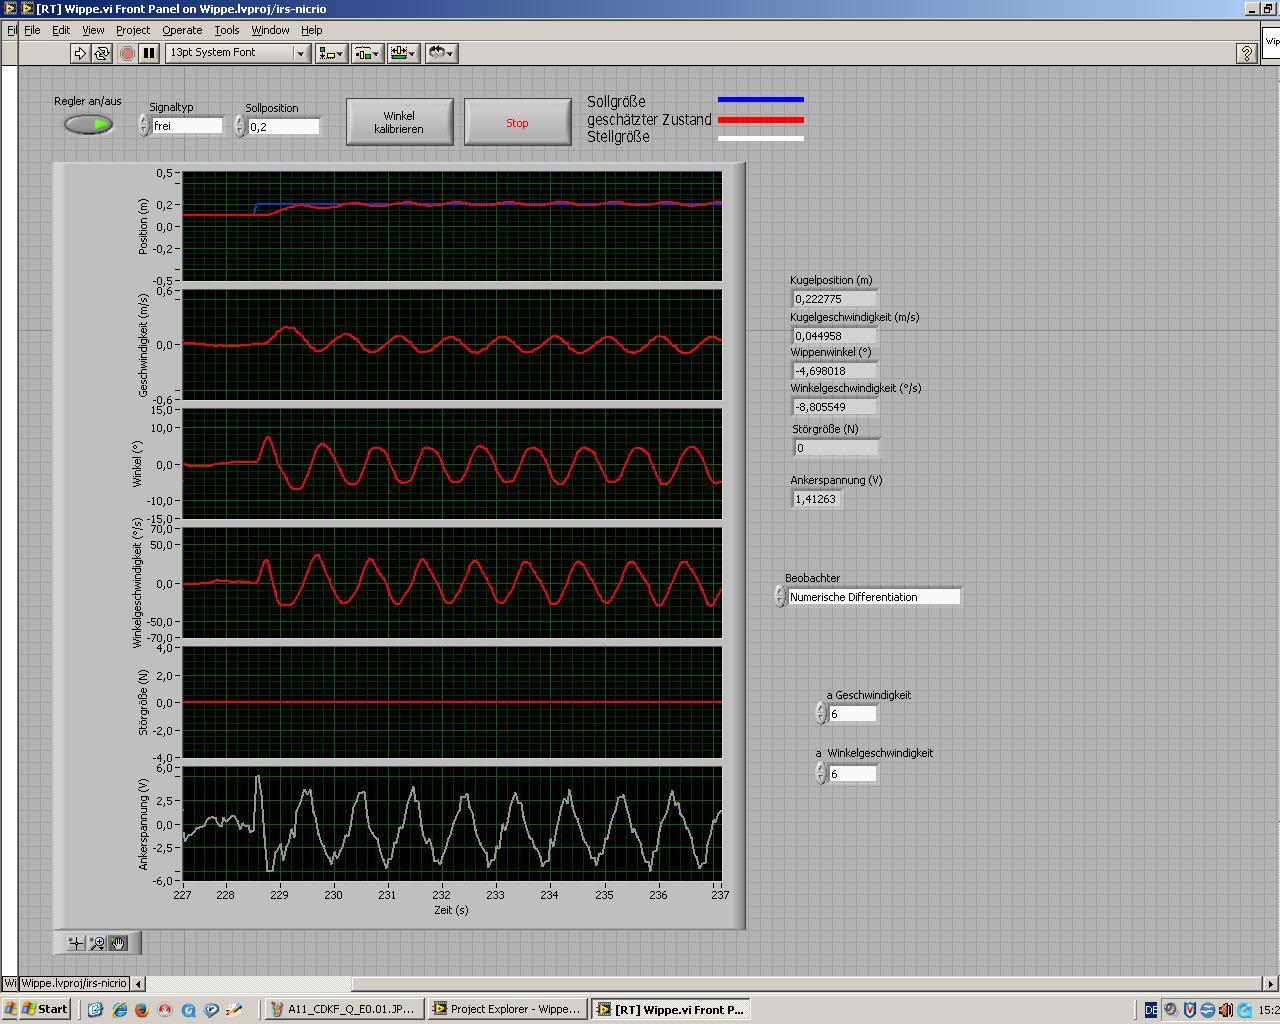 [RT] Wippe.vi Front Panel on Wippe.lvproj/irs-nicrio
Fil File Edit View Project Operate Tools Window Help
13pt System Font
?
Regler an/aus
Signaltyp
frei
Sollposition
0,2
Winkel
kalibrieren
Stop
Sollgröße
geschätzter Zustand
Stellgröße
0,5
0,2
0,0
-0,2
-0,5
Position (m)
0,6
0,0
-0,6
Geschwindigkeit (m/s)
15,0
10,0
0,0
-10,0
-15,0
Winkel (°)
70,0
50,0
0,0
-50,0
-70,0
Winkelgeschwindigkeit (°/s)
4,0
2,0
0,0
-2,0
-4,0
Störgröße (N)
6,0
2,5
0,0
-2,5
-6,0
Ankerspannung (V)
227 228 229 230 231 232 233 234 235 236 237
Zeit (s)
Kugelposition (m)
0,222775
Kugelgeschwindigkeit (m/s)
0,044958
Wippenwinkel (°)
-4,698018
Winkelgeschwindigkeit (°/s)
-8,805549
Störgröße (N)
0
Ankerspannung (V)
1,41263
Beobachter
Numerische Differentiation
a Geschwindigkeit
6
a Winkelgeschwindigkeit
6
Wi Wippe.lvproj/irs-nicrio
Start
A11_CDKF_Q_E0.01.JP...
Project Explorer - Wippe...
[RT] Wippe.vi Front P...
DE